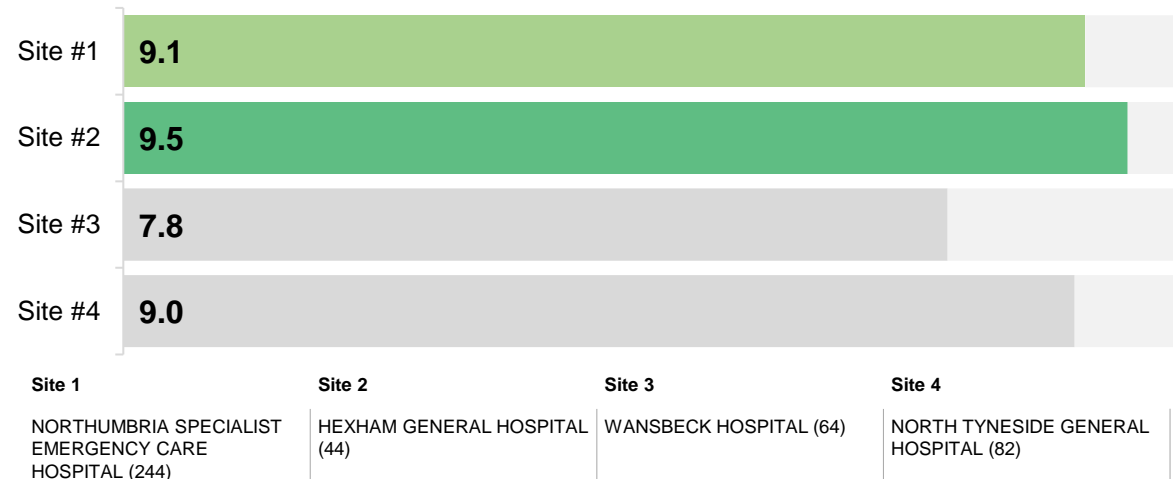 Site #1 9.1
Site #2 9.5
Site #3 7.8
Site #4 9.0
Site 1 Site 2 Site 3 Site 4
NORTHUMBRIA SPECIALIST
EMERGENCY CARE
HOSPITAL (244)
HEXHAM GENERAL HOSPITAL
(44)
WANSBECK HOSPITAL (64)
NORTH TYNESIDE GENERAL
HOSPITAL (82)